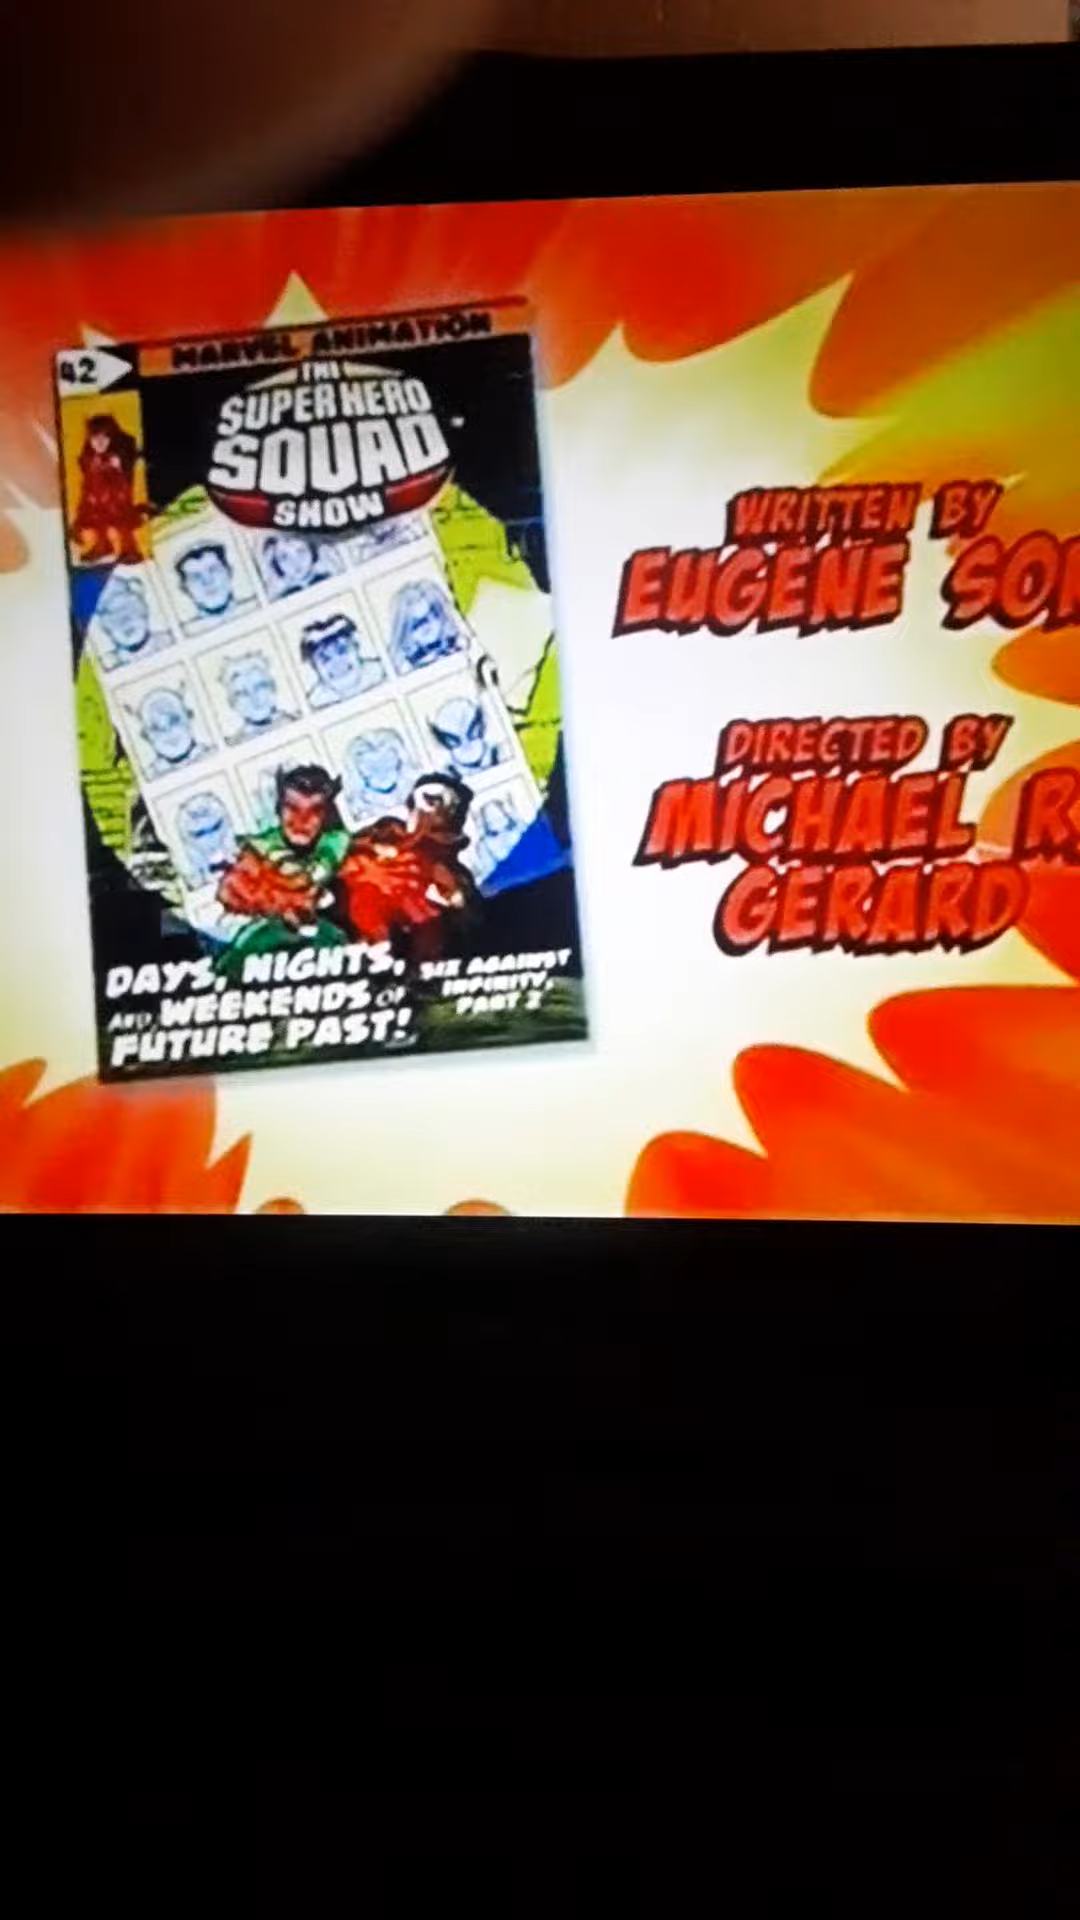 42
MARVEL ANIMATION
THE
SUPER HERO
SQUAD
SHOW
DAYS, NIGHTS,
AND WEEKENDS OF
FUTURE PAST!
SIX AGAINST
INFINITY,
PART 2
WRITTEN BY
EUGENE SON
DIRECTED BY
MICHAEL R.
GERARD